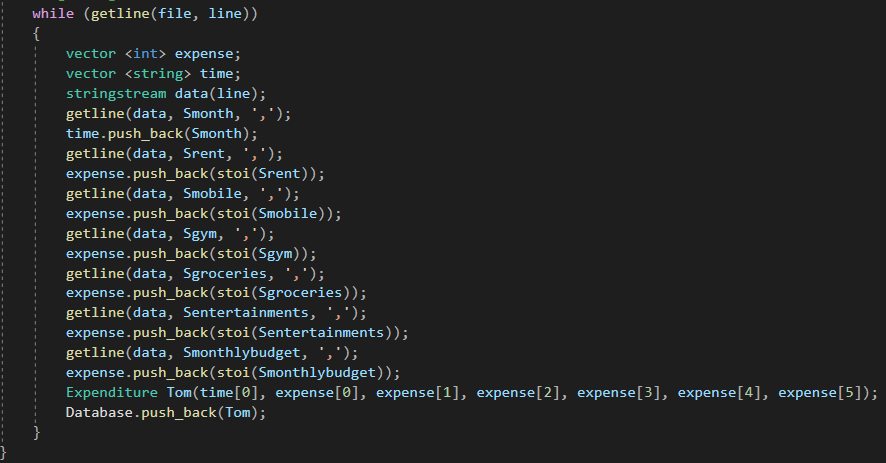 while (getline(file, line))
{
vector <int> expense;
vector <string> time;
stringstream data(line);
getline(data, Smonth, ',');
time.push_back(Smonth);
getline(data, Srent, ',');
expense.push_back(stoi(Srent));
getline(data, Smobile, ',');
expense.push_back(stoi(Smobile));
getline(data, Sgym, ',');
expense.push_back(stoi(Sgym));
getline(data, Sgroceries, ',');
expense.push_back(stoi(Sgroceries));
getline(data, Sentertainments, ',');
expense.push_back(stoi(Sentertainments));
getline(data, Smonthlybudget, ',');
expense.push_back(stoi(Smonthlybudget));
Expenditure Tom(time[0], expense[0], expense[1], expense[2], expense[3], expense[4], expense[5]);
Database.push_back(Tom);
}
}